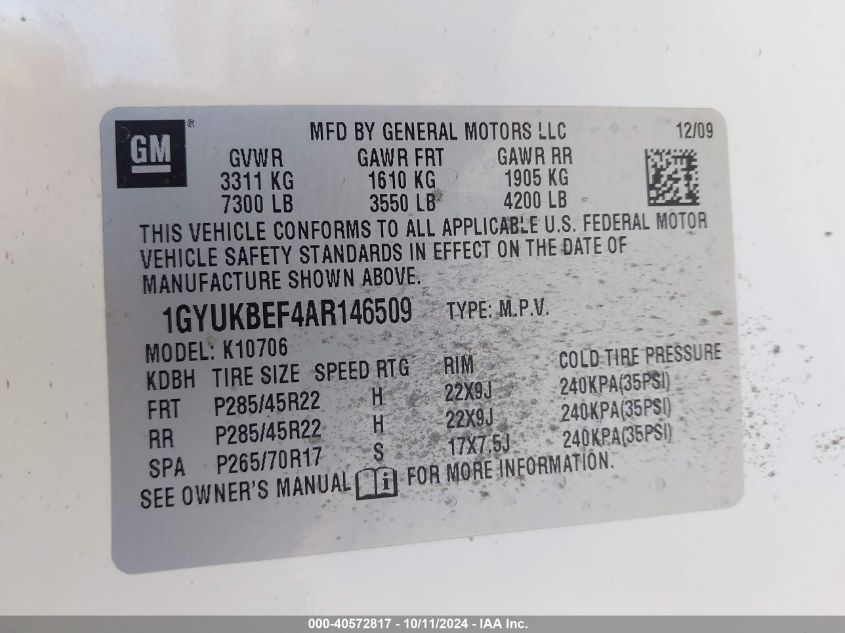 GM ® MFD BY GENERAL MOTORS LLC 12/09
GVWR GAWR FRT GAWR RR
3311 KG 1610 KG 1905 KG
7300 LB 3550 LB 4200 LB
THIS VEHICLE CONFORMS TO ALL APPLICABLE U.S. FEDERAL MOTOR
VEHICLE SAFETY STANDARDS IN EFFECT ON THE DATE OF
MANUFACTURE SHOWN ABOVE.
1GYUKBEF4AR146509 TYPE: M.P.V.
MODEL: K10706
KDBH TIRE SIZE SPEED RTG RIM COLD TIRE PRESSURE
FRT P285/45R22 H 22X9J 240KPA(35PSI)
RR P285/45R22 H 22X9J 240KPA(35PSI)
SPA P265/70R17 S 17X7.5J 240KPA(35PSI)
SEE OWNER'S MANUAL i FOR MORE INFORMATION.
000-40572817 - 10/11/2024 - IAA Inc.